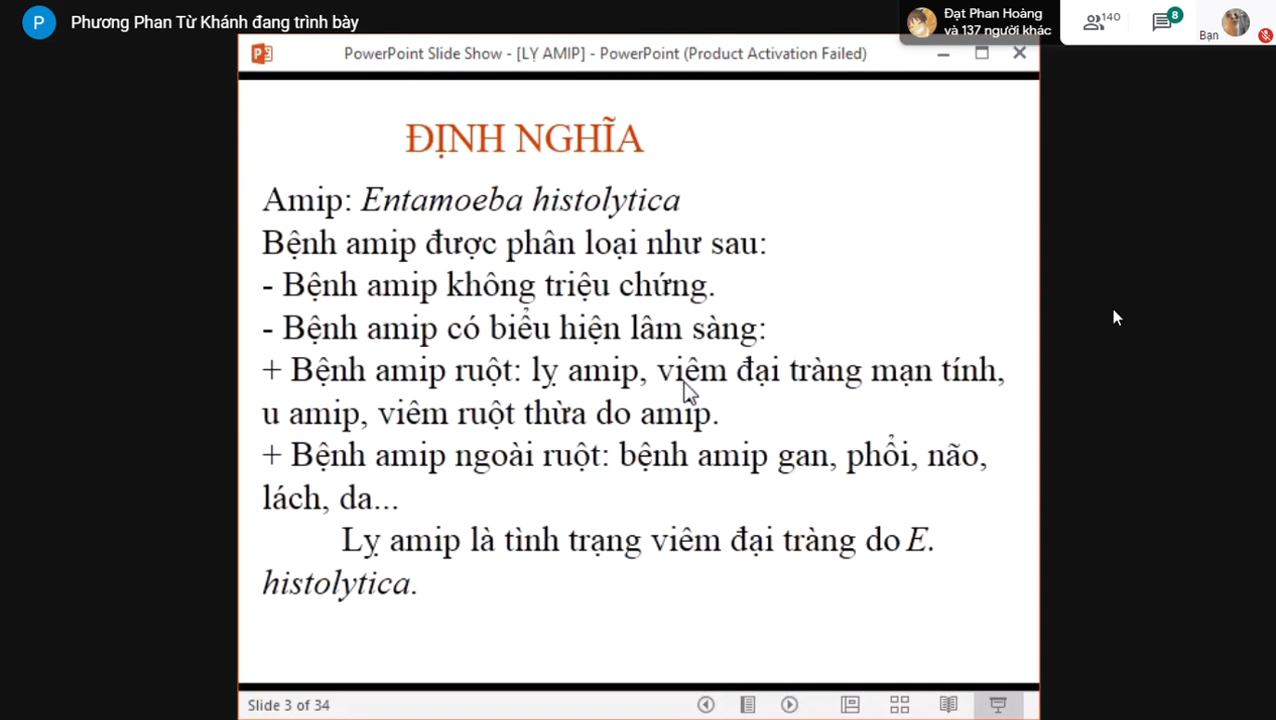 P Phương Phan Từ Khánh đang trình bày
Đạt Phan Hoàng
và 137 người khác
140
8
Bạn
PowerPoint Slide Show - [LỴ AMIP] - PowerPoint (Product Activation Failed)
ĐỊNH NGHĨA
Amip: Entamoeba histolytica
Bệnh amip được phân loại như sau:
- Bệnh amip không triệu chứng.
- Bệnh amip có biểu hiện lâm sàng:
+ Bệnh amip ruột: lỵ amip, viêm đại tràng mạn tính,
u amip, viêm ruột thừa do amip.
+ Bệnh amip ngoài ruột: bệnh amip gan, phổi, não,
lách, da...
Lỵ amip là tình trạng viêm đại tràng do E.
histolytica.
Slide 3 of 34